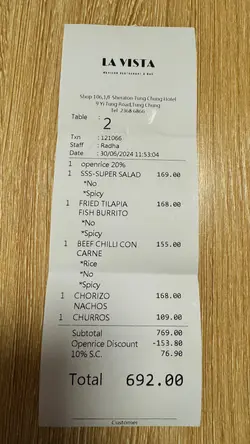 LA VISTA
MEXICAN RESTAURANT & BAR
Shop 106,1/F Sheraton Tung Chung Hotel
9 Yi Tung Road,Tung Chung
Tel: 2368 6866
Table : 2
Txn : 121066
Staff : Radha
Date : 30/06/2024 11:53:04
1 openrice 20%
1 SSS-SUPER SALAD 169.00
*No
*Spicy
1 FRIED TILAPIA 168.00
FISH BURRITO
*No
*Spicy
1 BEEF CHILLI CON 155.00
CARNE
*Rice
*No
*Spicy
1 CHORIZO 168.00
NACHOS
1 CHURROS 109.00
Subtotal 769.00
Openrice Discount -153.80
10% S.C. 76.90
Total 692.00
Customer